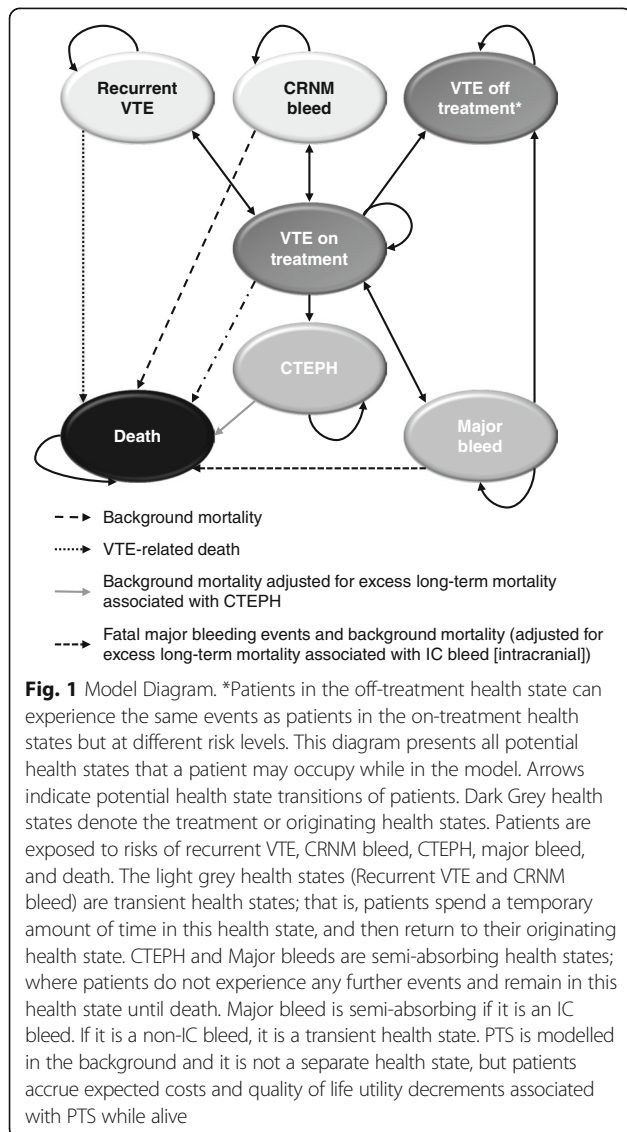 Recurrent
VTE
CRNM
bleed
VTE off
treatment*
VTE on
treatment
CTEPH
Death
Major
bleed
Background mortality
VTE-related death
Background mortality adjusted for excess long-term mortality
associated with CTEPH
Fatal major bleeding events and background mortality (adjusted for
excess long-term mortality associated with IC bleed [intracranial])
Fig. 1 Model Diagram. *Patients in the off-treatment health state can
experience the same events as patients in the on-treatment health
states but at different risk levels. This diagram presents all potential
health states that a patient may occupy while in the model. Arrows
indicate potential health state transitions of patients. Dark Grey health
states denote the treatment or originating health states. Patients are
exposed to risks of recurrent VTE, CRNM bleed, CTEPH, major bleed,
and death. The light grey health states (Recurrent VTE and CRNM
bleed) are transient health states; that is, patients spend a temporary
amount of time in this health state, and then return to their originating
health state. CTEPH and Major bleeds are semi-absorbing health states;
where patients do not experience any further events and remain in this
health state until death. Major bleed is semi-absorbing if it is an IC
bleed. If it is a non-IC bleed, it is a transient health state. PTS is modelled
in the background and it is not a separate health state, but patients
accrue expected costs and quality of life utility decrements associated
with PTS while alive